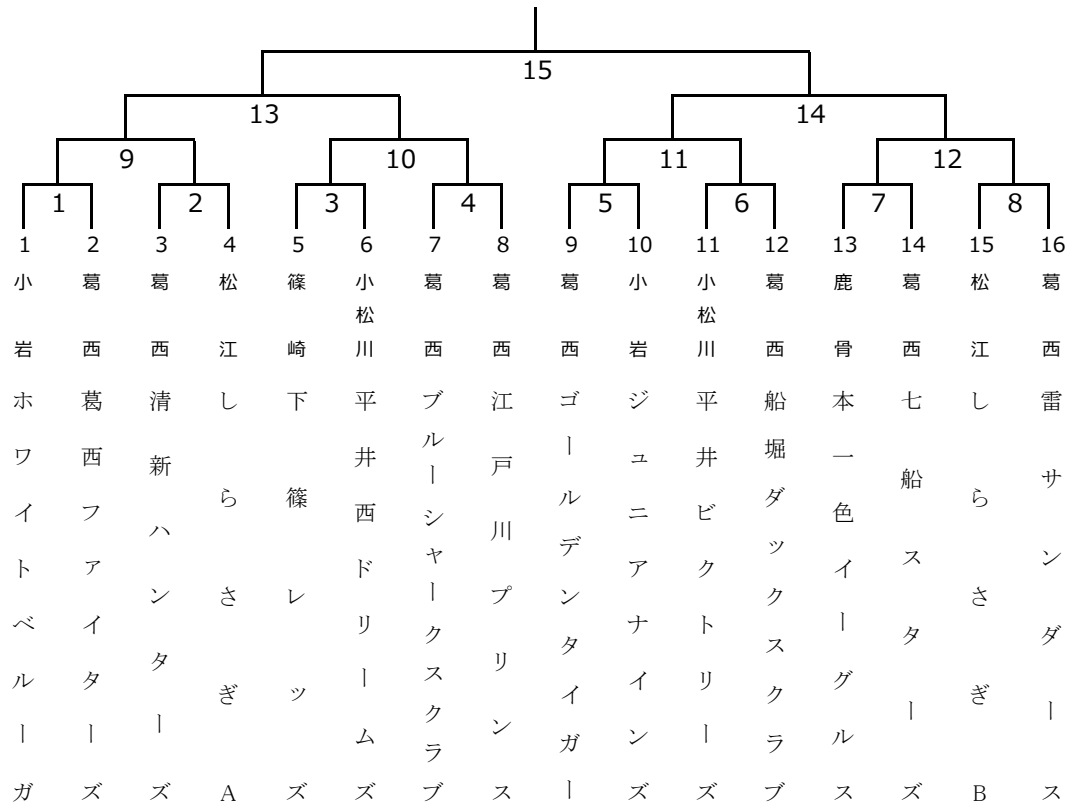 15
13
14
9
10
11
12
1
2
3
4
5
6
7
8
1 小岩 ホワイトベルーガ
2 葛西 葛西ファイターズ
3 葛西 清新ハンターズ
4 松江 しらさぎA
5 篠崎 下篠レッズ
6 小松川 平井西ドリームズ
7 葛西 ブルーシャークスクラブ
8 葛西 江戸川プリンス
9 葛西 ゴールデンタイガー
10 小岩 ジュニアナインズ
11 小松川 平井ビクトリーズ
12 葛西 船堀ダックスクラブ
13 鹿骨 本一色イーグルス
14 葛西 七船スターズ
15 松江 しらさぎB
16 葛西 雷サンダース